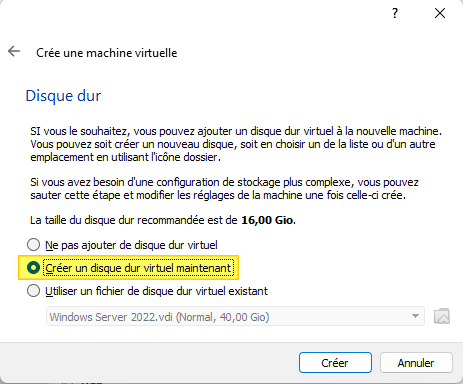 ?
Crée une machine virtuelle
Disque dur
SI vous le souhaitez, vous pouvez ajouter un disque dur virtuel à la nouvelle machine.
Vous pouvez soit créer un nouveau disque, soit en choisir un de la liste ou d'un autre
emplacement en utilisant l'icône dossier.
Si vous avez besoin d'une configuration de stockage plus complexe, vous pouvez
sauter cette étape et modifier les réglages de la machine une fois celle-ci crée.
La taille du disque dur recommandée est de 16,00 Gio.
Ne pas ajouter de disque dur virtuel
Créer un disque dur virtuel maintenant
Utiliser un fichier de disque dur virtuel existant
Windows Server 2022.vdi (Normal, 40,00 Gio)
Créer
Annuler